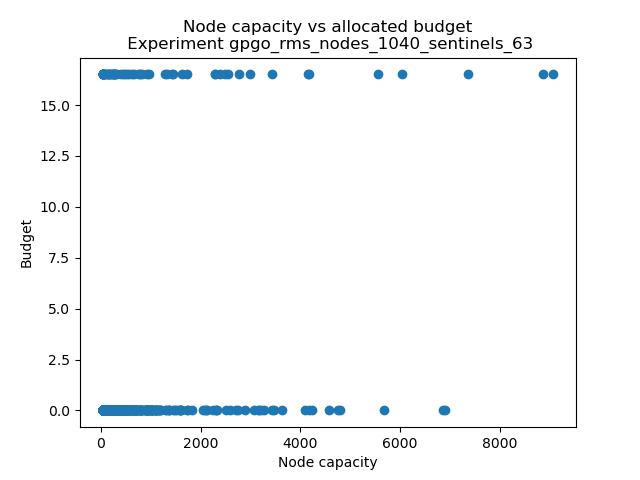 Node capacity vs allocated budget
Experiment gpgo_rms_nodes_1040_sentinels_63
15.0
12.5
10.0
7.5
5.0
2.5
0.0
Budget
0 2000 4000 6000 8000
Node capacity